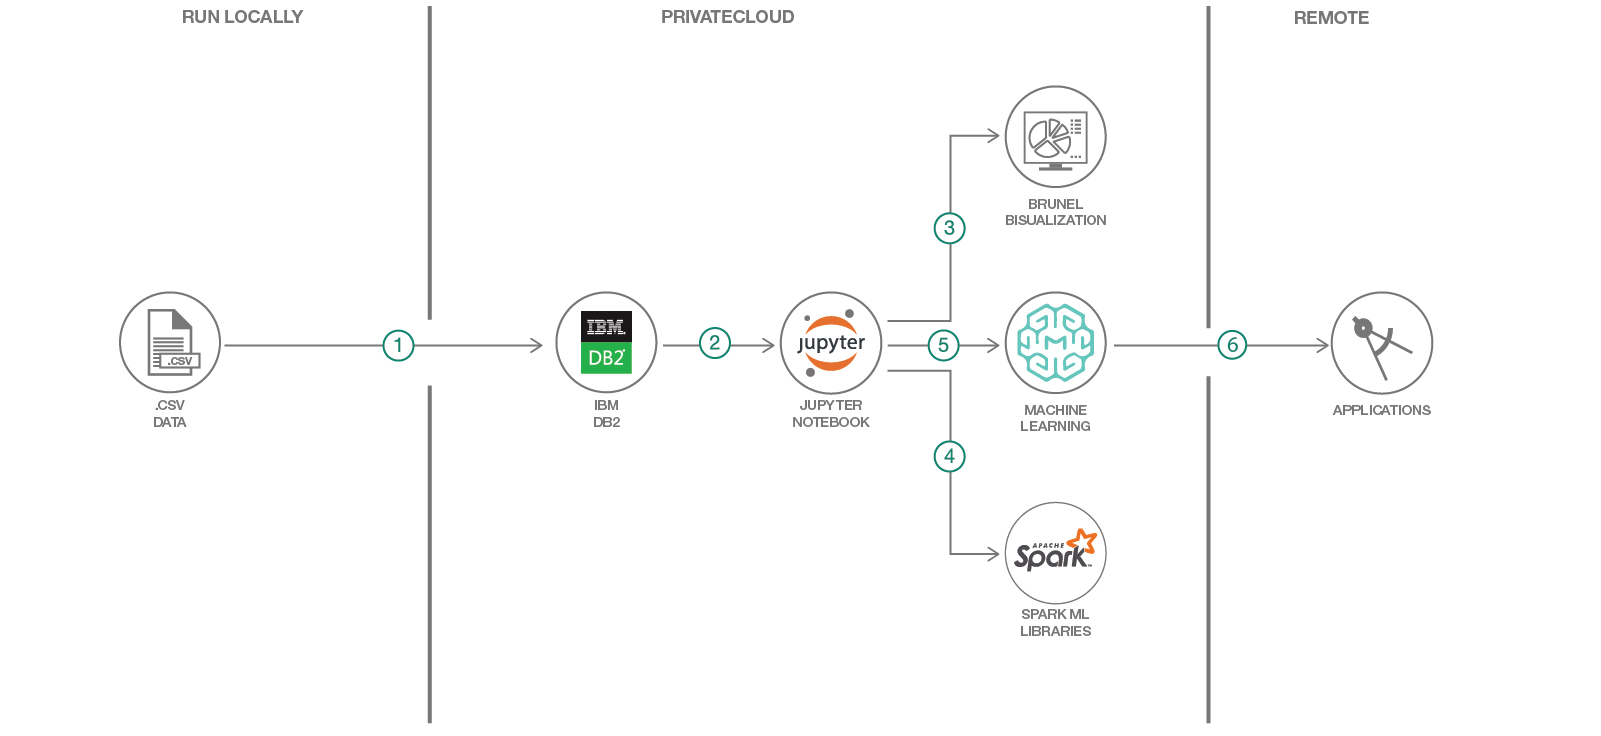 RUN LOCALLY
PRIVATECLOUD
REMOTE
BRUNEL
BISUALIZATION
3
.CSV
1
IBM
DB2
2
jupyter
5
6
.CSV
DATA
IBM
DB2
JUPYTER
NOTEBOOK
MACHINE
LEARNING
APPLICATIONS
4
APACHE
Spark™
SPARK ML
LIBRARIES